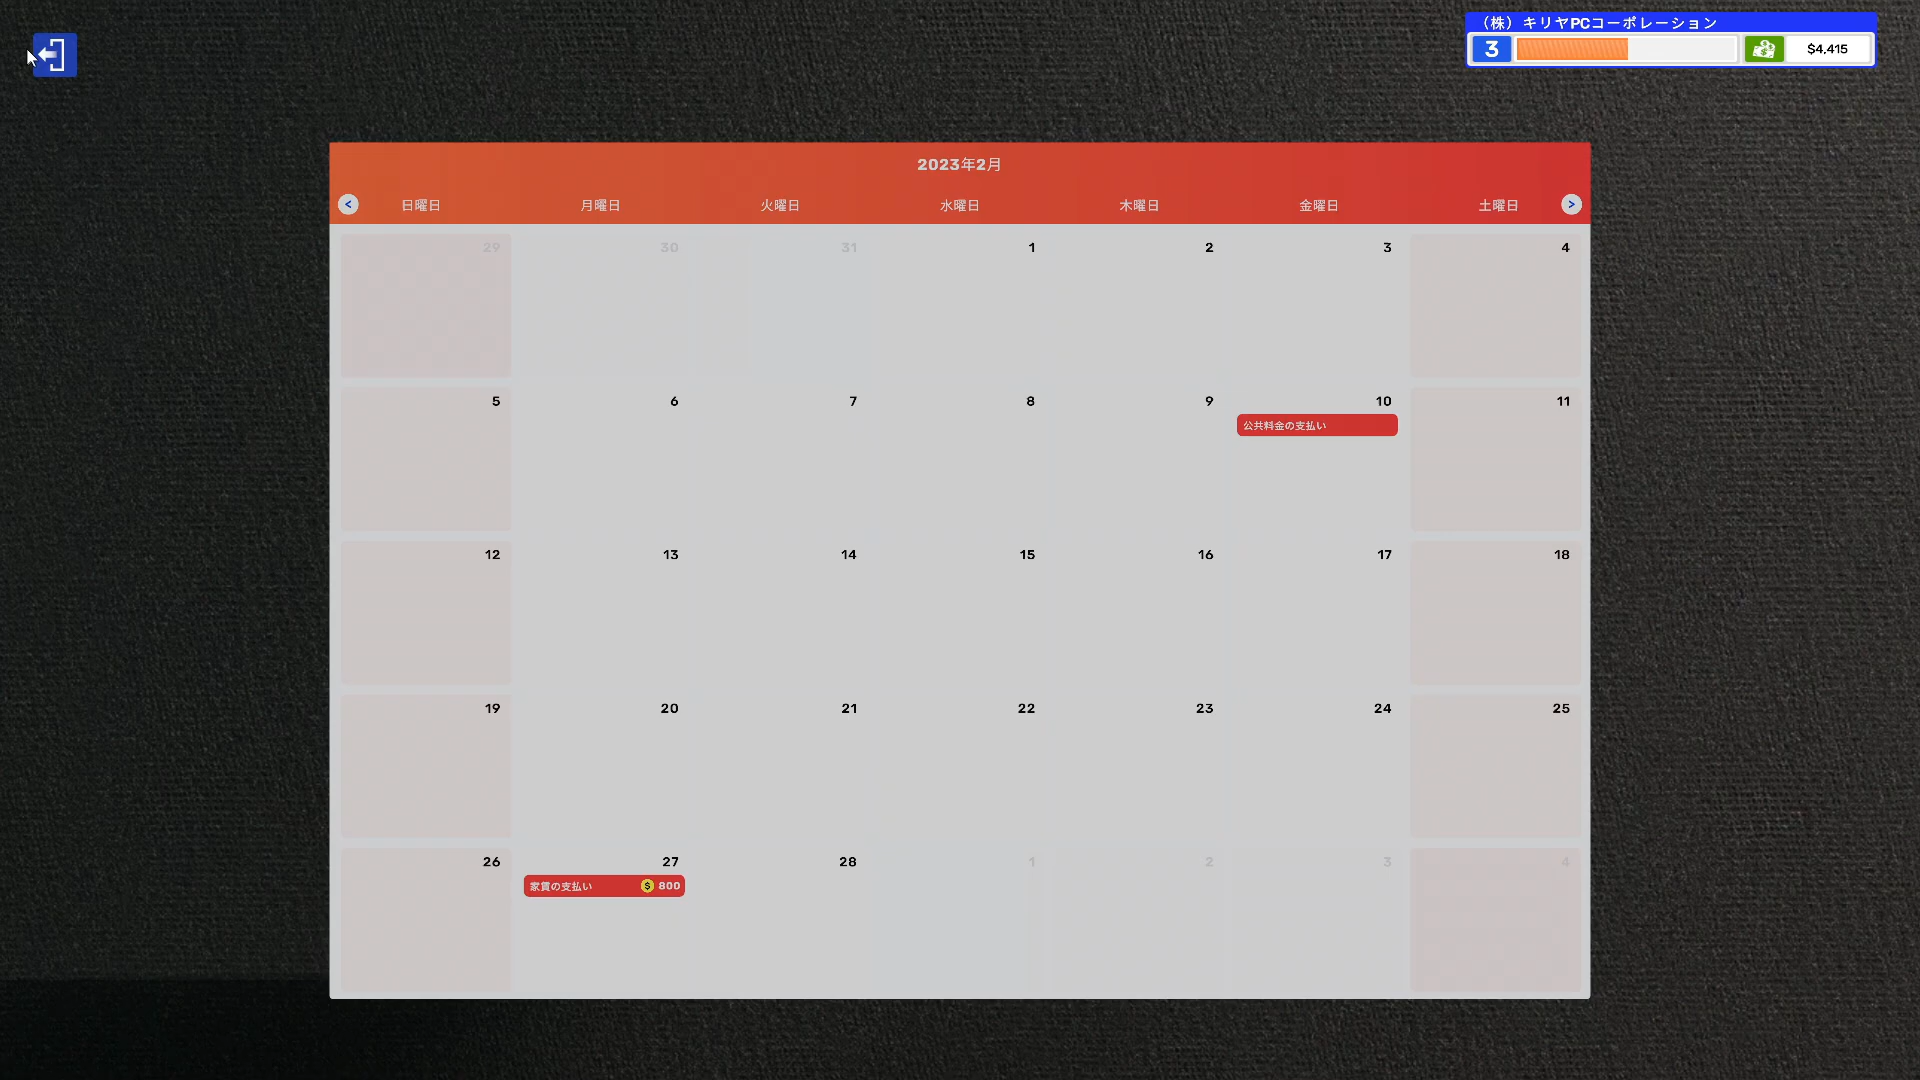 （株）キリヤPCコーポレーション
3 $4,415
2023年2月
< 日曜日 月曜日 火曜日 水曜日 木曜日 金曜日 土曜日 >
29 30 31 1 2 3 4
5 6 7 8 9 10 11
公共料金の支払い
12 13 14 15 16 17 18
19 20 21 22 23 24 25
26 27 28 1 2 3 4
家賃の支払い $ 800